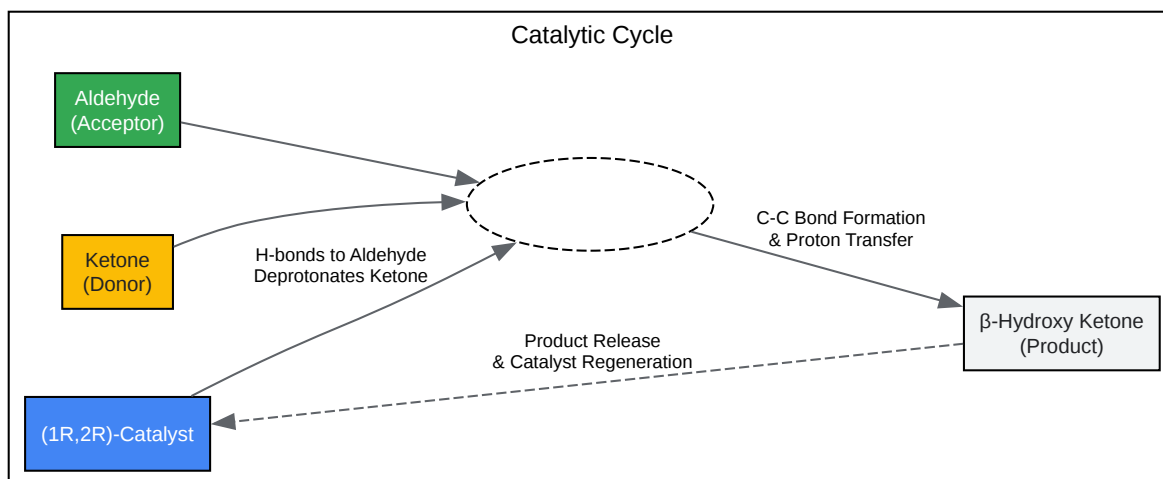 Catalytic Cycle
Aldehyde
(Acceptor)
Ketone
(Donor)
H-bonds to Aldehyde
Deprotonates Ketone
C-C Bond Formation
& Proton Transfer
β-Hydroxy Ketone
(Product)
Product Release
& Catalyst Regeneration
(1R,2R)-Catalyst